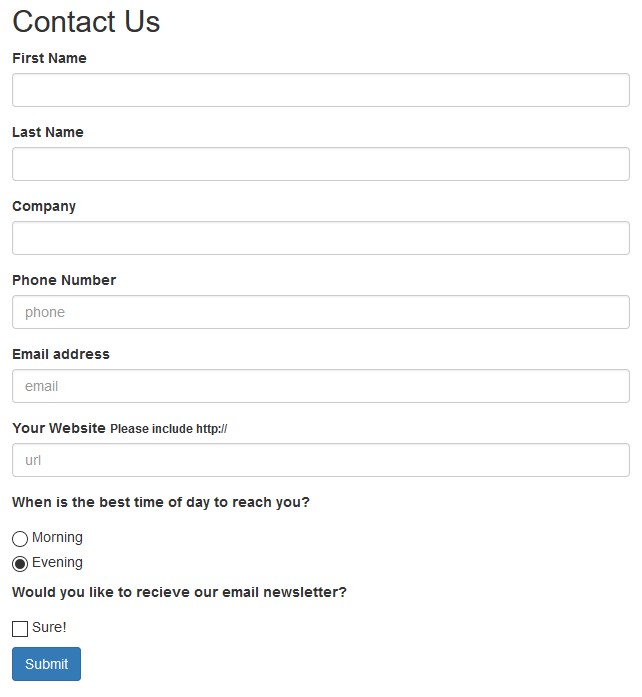 Contact Us
First Name
Last Name
Company
Phone Number
phone
Email address
email
Your Website Please include http://
url
When is the best time of day to reach you?
Morning
Evening
Would you like to recieve our email newsletter?
Sure!
Submit